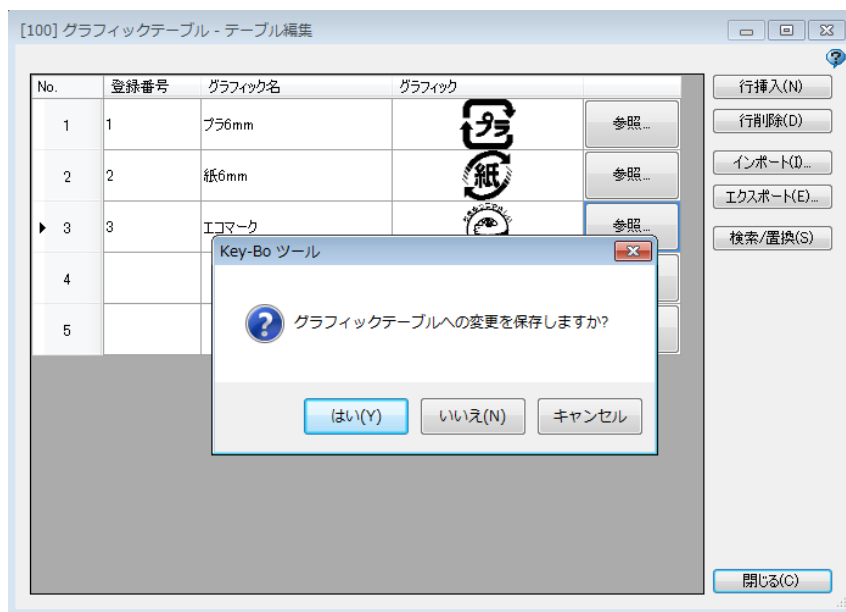 [100] グラフィックテーブル - テーブル編集
No. 登録番号 グラフィック名 グラフィック
行挿入(N)
1 1 プラ6mm プラ 参照...
行削除(D)
2 2 紙6mm 紙 参照...
インポート(I)...
エクスポート(E)...
3 3 エコマーク 参照...
検索/置換(S)
4
5
Key-Bo ツール
グラフィックテーブルへの変更を保存しますか?
はい(Y) いいえ(N) キャンセル
閉じる(C)